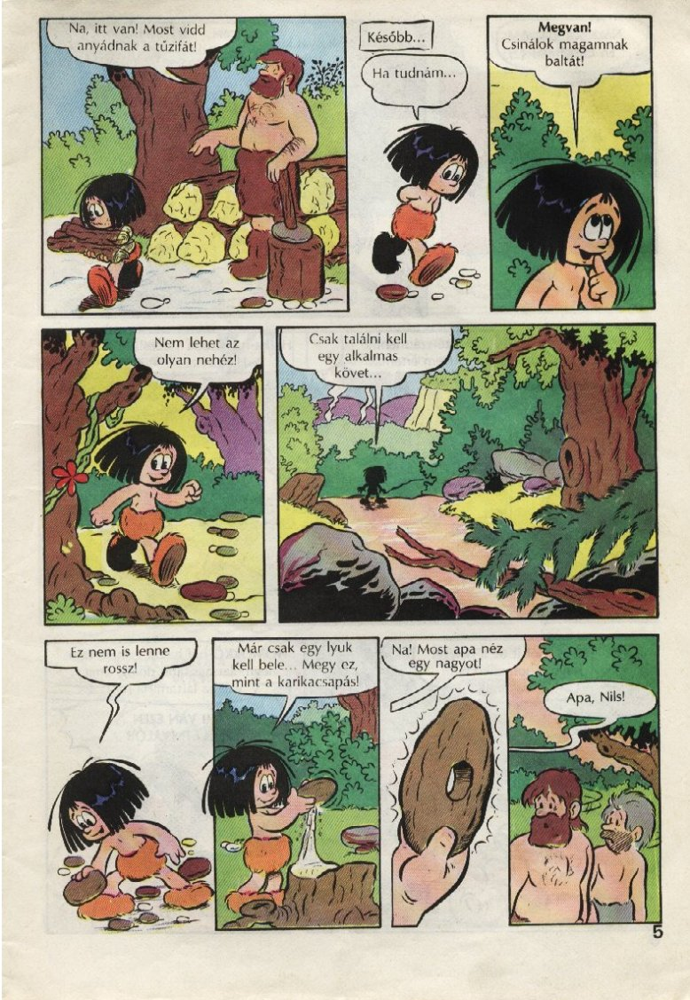 Na, itt van! Most vidd
anyádnak a tűzifát!
Később...
Ha tudnám...
Megvan!
Csinálok magamnak
baltát!
Nem lehet az
olyan nehéz!
Csak találni kell
egy alkalmas
követ...
Ez nem is lenne
rossz!
Már csak egy lyuk
kell bele... Megy ez,
mint a karikacsapás!
Na! Most apa néz
egy nagyot!
Apa, Nils!
5